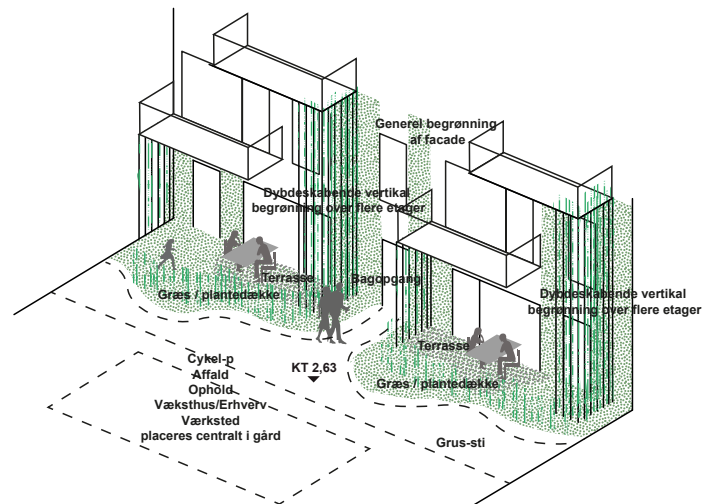 Generel begrønning
af facade
Dybdeskabende vertikal
begrønning over flere etager
Terrasse
Bagopgang
Græs / plantedække
Dybdeskabende vertikal
begrønning over flere etager
Terrasse
Græs / plantedække
Cykel-p
Affald
Ophold
Væksthus/Erhverv
Værksted
placeres centralt i gård
KT 2,63
Grus-sti